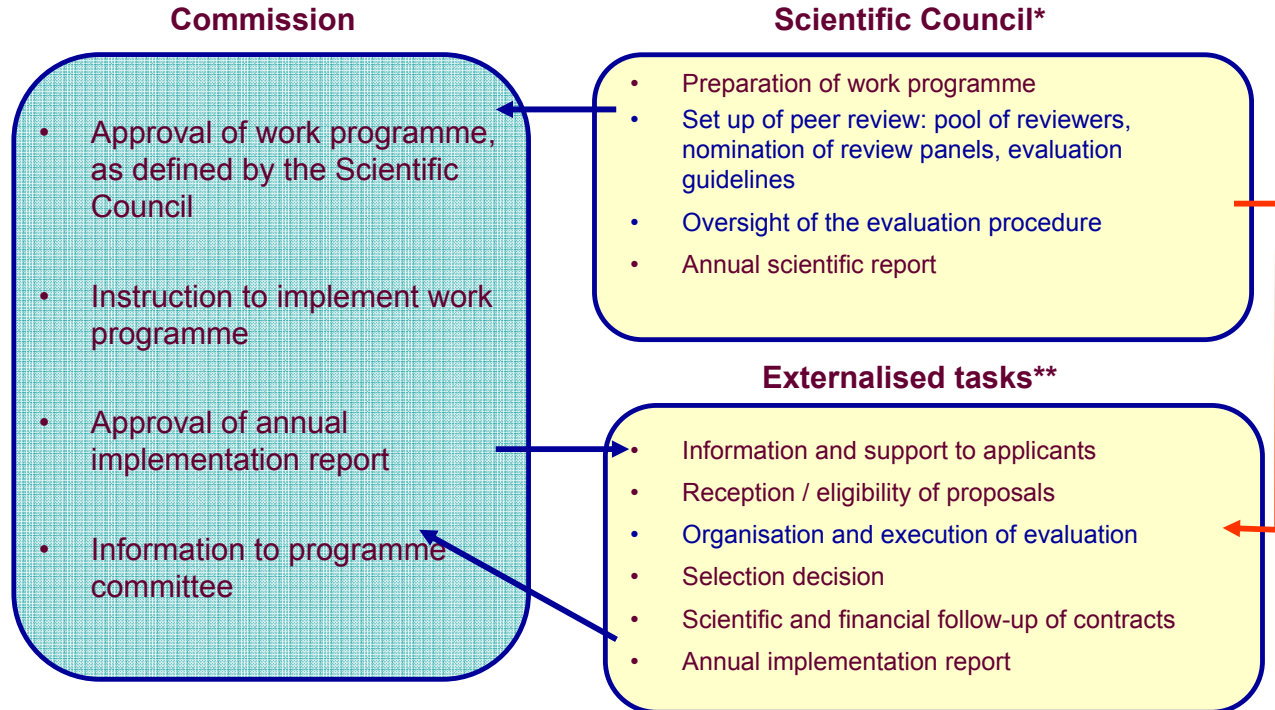 Commission
• Approval of work programme,
as defined by the Scientific
Council
• Instruction to implement work
programme
• Approval of annual
implementation report
• Information to programme
committee
Scientific Council*
• Preparation of work programme
• Set up of peer review: pool of reviewers,
nomination of review panels, evaluation
guidelines
• Oversight of the evaluation procedure
• Annual scientific report
Externalised tasks**
• Information and support to applicants
• Reception / eligibility of proposals
• Organisation and execution of evaluation
• Selection decision
• Scientific and financial follow-up of contracts
• Annual implementation report